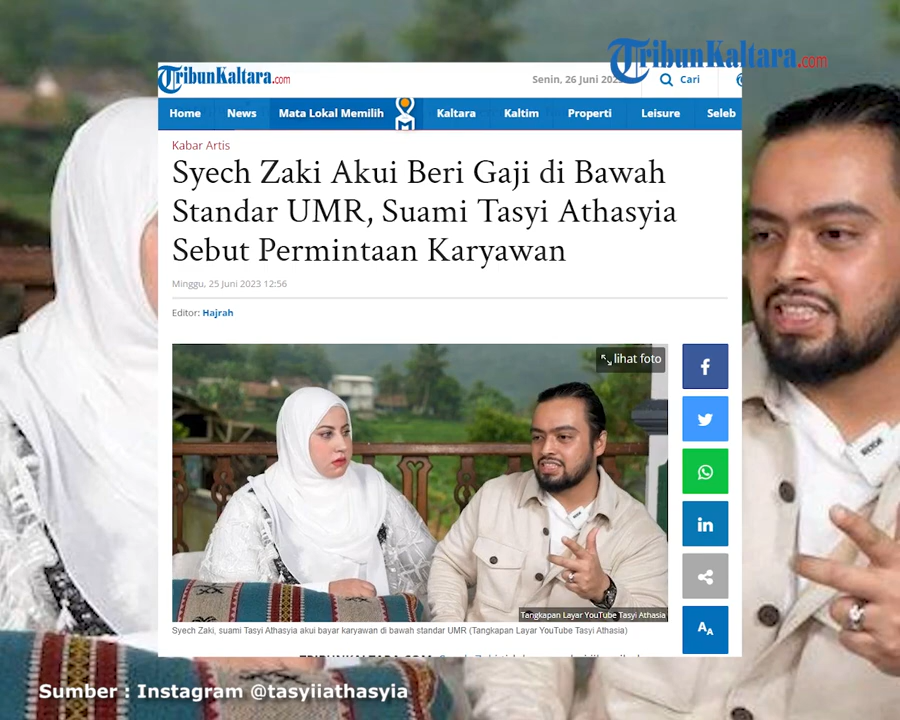 TribunKaltara.com
TribunKaltara.com
Senin, 26 Juni
Cari
Home News Mata Lokal Memilih Kaltara Kaltim Properti Leisure Seleb
Kabar Artis
Syech Zaki Akui Beri Gaji di Bawah
Standar UMR, Suami Tasyi Athasyia
Sebut Permintaan Karyawan
Minggu, 25 Juni 2023 12:56
Editor: Hajrah
lihat foto
Tangkapan Layar YouTube Tasyi Athasia
Syech Zaki, suami Tasyi Athasyia akui bayar karyawan di bawah standar UMR (Tangkapan Layar YouTube Tasyi Athasia)
Sumber : Instagram @tasyiiathasyia